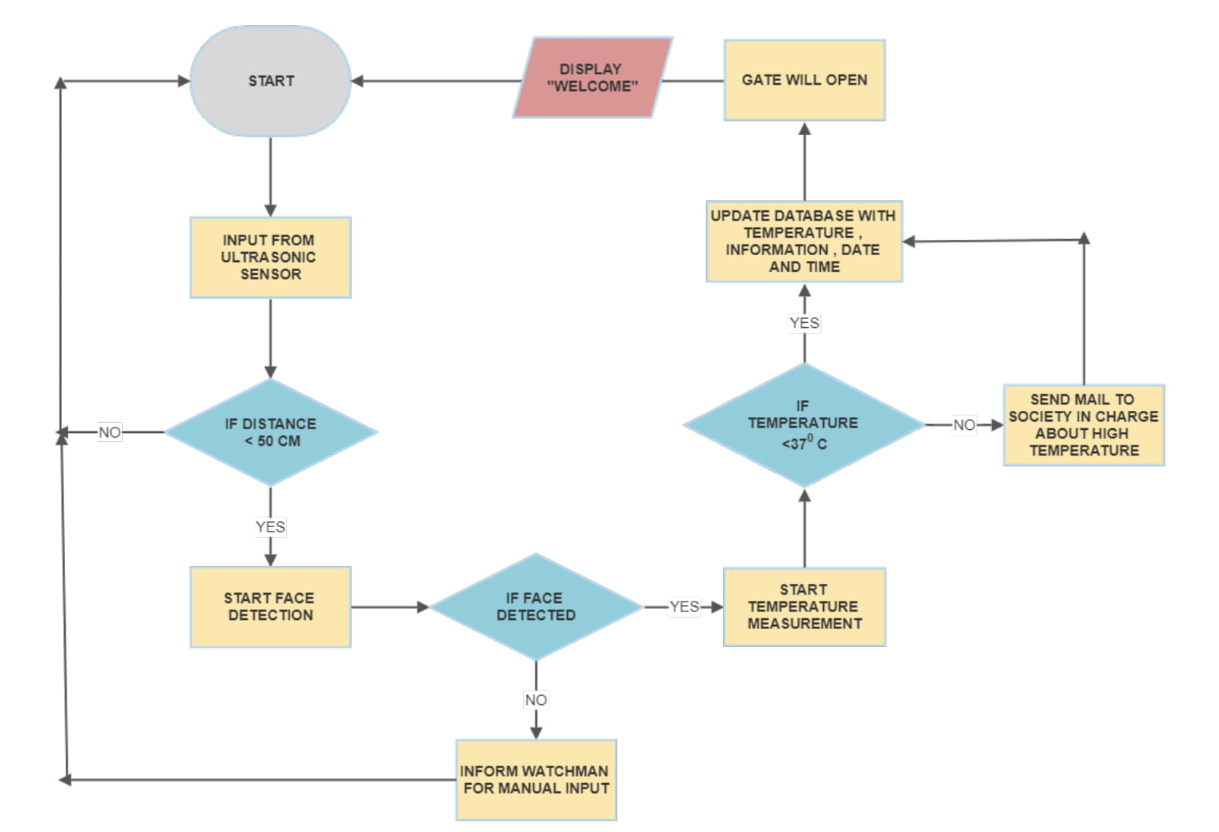 START
DISPLAY
"WELCOME"
GATE WILL OPEN
INPUT FROM
ULTRASONIC
SENSOR
UPDATE DATABASE WITH
TEMPERATURE ,
INFORMATION , DATE
AND TIME
YES
IF DISTANCE
< 50 CM
NO
IF
TEMPERATURE
<37⁰ C
NO
SEND MAIL TO
SOCIETY IN CHARGE
ABOUT HIGH
TEMPERATURE
YES
START FACE
DETECTION
IF FACE
DETECTED
YES
START
TEMPERATURE
MEASUREMENT
NO
INFORM WATCHMAN
FOR MANUAL INPUT